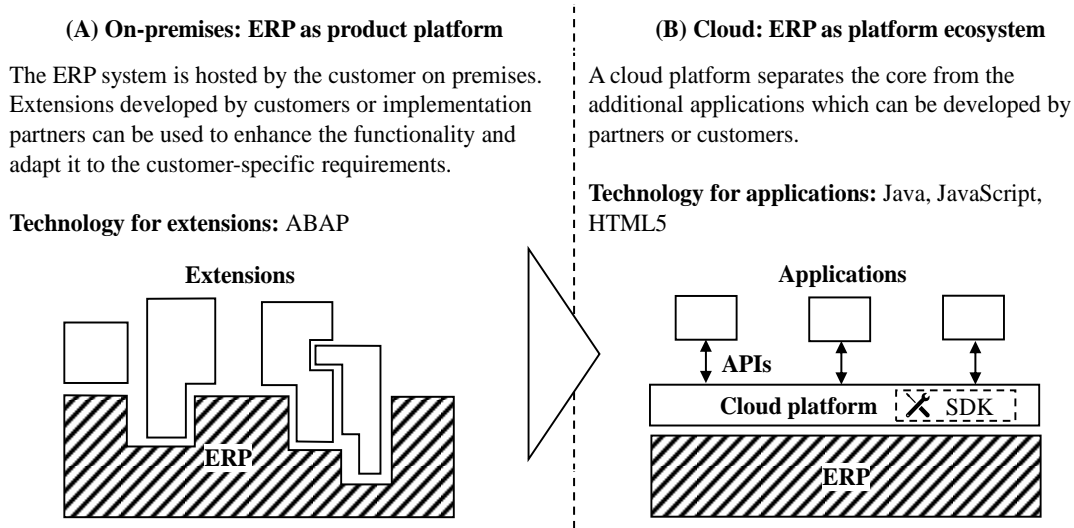 (A) On-premises: ERP as product platform
The ERP system is hosted by the customer on premises.
Extensions developed by customers or implementation
partners can be used to enhance the functionality and
adapt it to the customer-specific requirements.
Technology for extensions: ABAP
Extensions
ERP
(B) Cloud: ERP as platform ecosystem
A cloud platform separates the core from the
additional applications which can be developed by
partners or customers.
Technology for applications: Java, JavaScript,
HTML5
Applications
APIs
Cloud platform
SDK
ERP